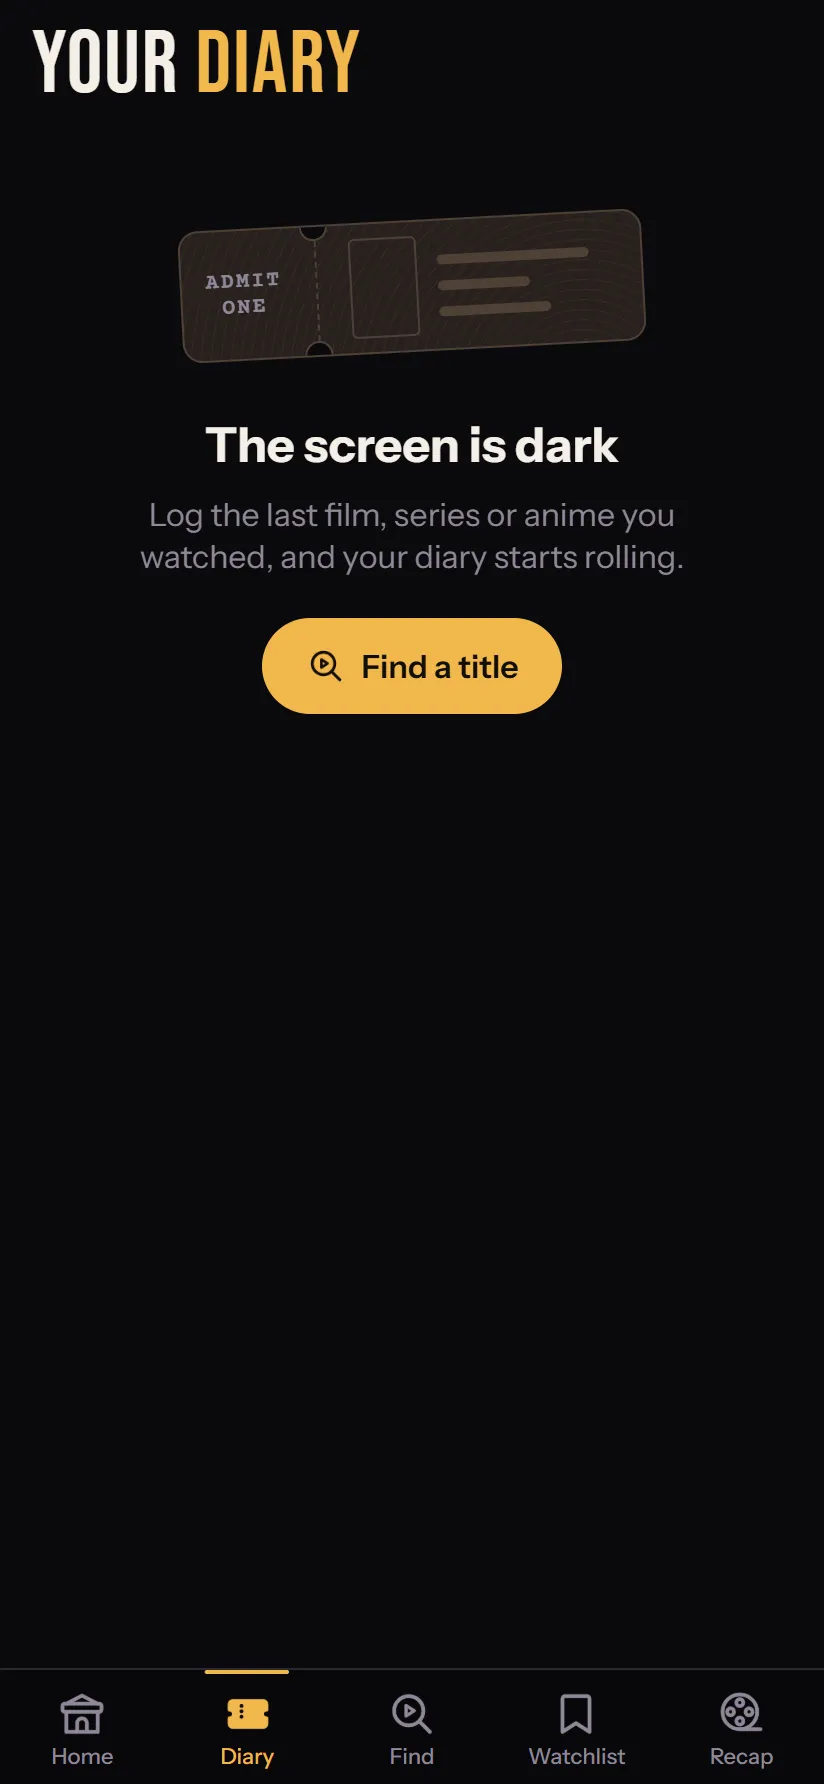 YOUR DIARY
ADMIT
ONE
The screen is dark
Log the last film, series or anime you
watched, and your diary starts rolling.
Find a title
Home
Diary
Find
Watchlist
Recap